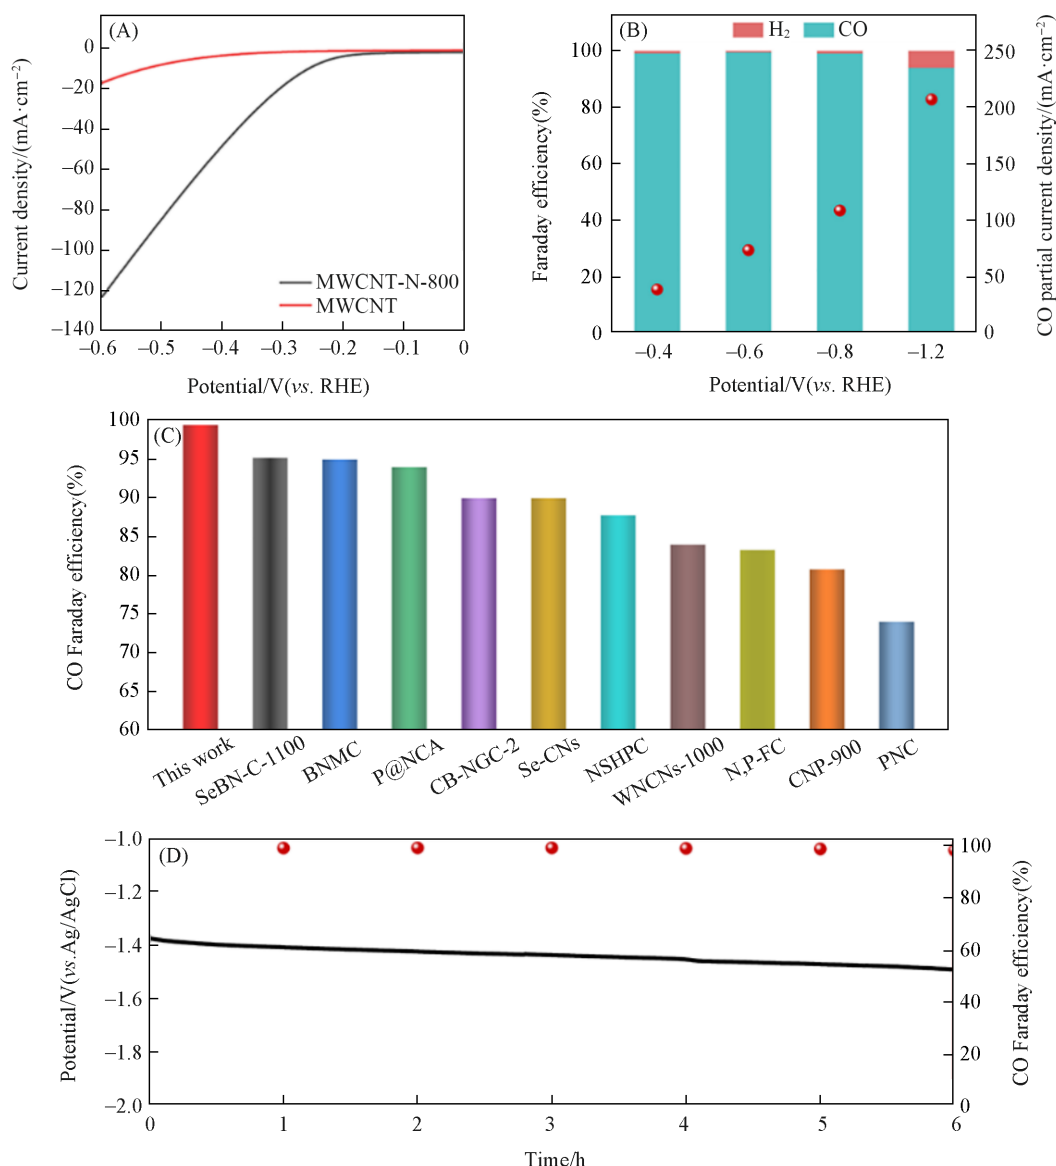 (A)
0
−20
−40
−60
−80
−100
−120
−140
Current density/(mA·cm⁻²)
MWCNT-N-800
MWCNT
−0.6 −0.5 −0.4 −0.3 −0.2 −0.1 0
Potential/V(vs. RHE)
(B)
H₂ CO
100
80
60
40
20
0
Faraday efficiency(%)
250
200
150
100
50
0
CO partial current density/(mA·cm⁻²)
−0.4 −0.6 −0.8 −1.2
Potential/V(vs. RHE)
(C)
100
95
90
85
80
75
70
65
60
CO Faraday efficiency(%)
This work
SeBN-C-1100
BNMC
P@NCA
CB-NGC-2
Se-CNs
NSHPC
WNCNs-1000
N,P-FC
CNP-900
PNC
(D)
−1.0
−1.2
−1.4
−1.6
−1.8
−2.0
Potential/V(vs.Ag/AgCl)
100
80
60
40
20
0
CO Faraday efficiency(%)
0 1 2 3 4 5 6
Time/h